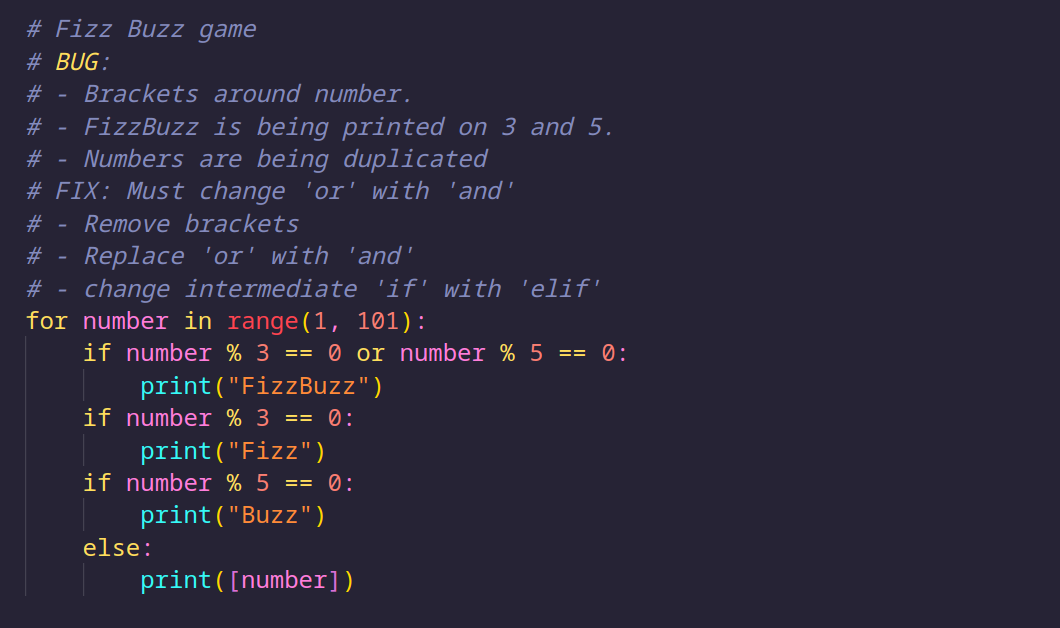 # Fizz Buzz game
# BUG:
# - Brackets around number.
# - FizzBuzz is being printed on 3 and 5.
# - Numbers are being duplicated
# FIX: Must change 'or' with 'and'
# - Remove brackets
# - Replace 'or' with 'and'
# - change intermediate 'if' with 'elif'
for number in range(1, 101):
    if number % 3 == 0 or number % 5 == 0:
        print("FizzBuzz")
    if number % 3 == 0:
        print("Fizz")
    if number % 5 == 0:
        print("Buzz")
    else:
        print([number])